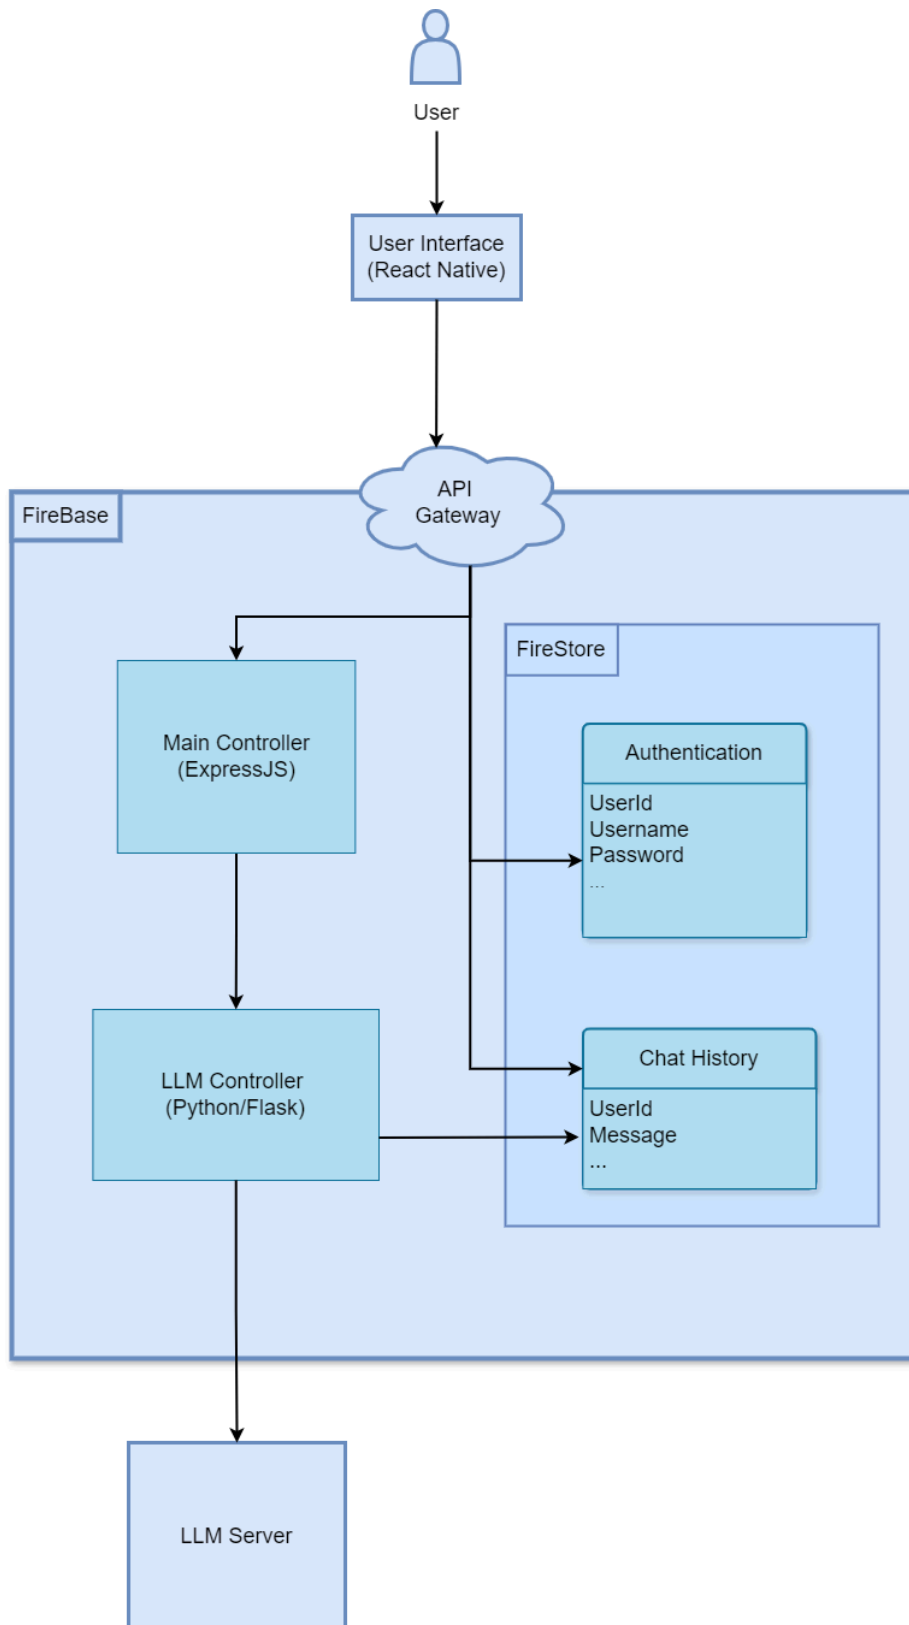 User
User Interface
(React Native)
API
Gateway
FireBase
FireStore
Main Controller
(ExpressJS)
Authentication
UserId
Username
Password
...
LLM Controller
(Python/Flask)
Chat History
UserId
Message
...
LLM Server